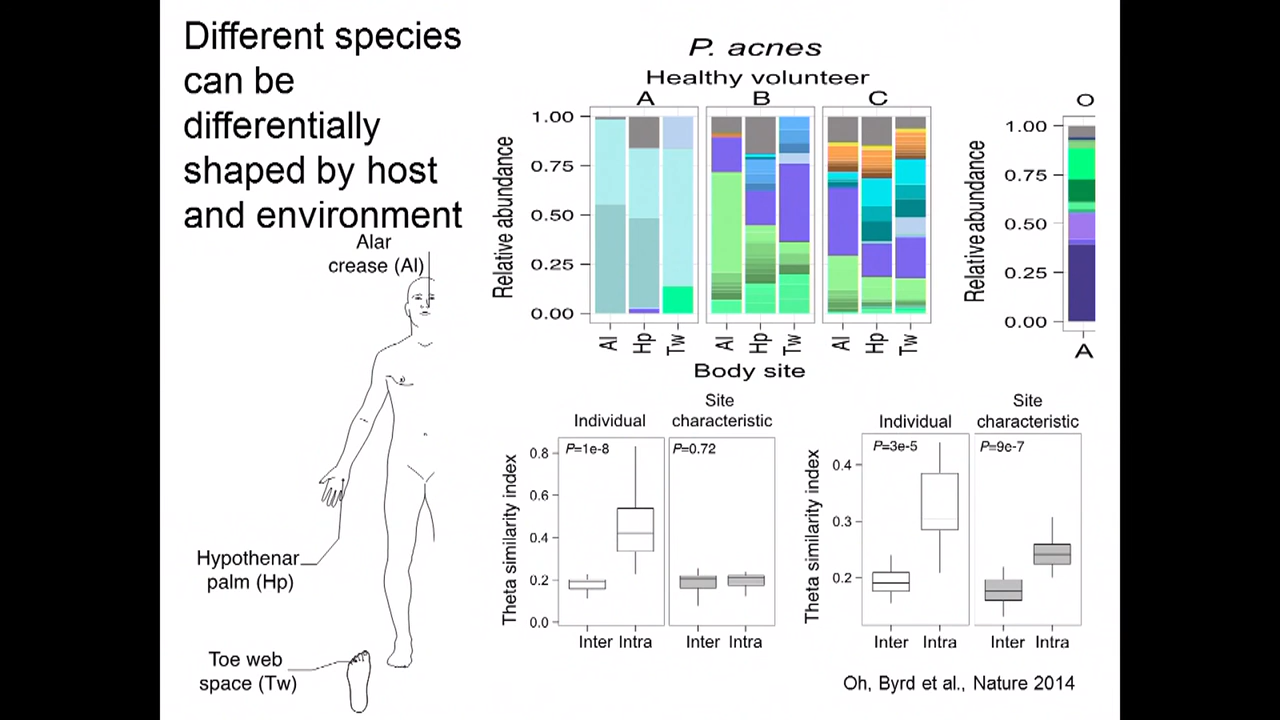 Different species
can be
differentially
shaped by host
and environment
Alar
crease (Al)
Hypothenar
palm (Hp)
Toe web
space (Tw)
P. acnes
Healthy volunteer
A B C
Relative abundance
1.00
0.75
0.50
0.25
0.00
Al Hp Tw Al Hp Tw Al Hp Tw
Body site
O
Relative abundance
1.00
0.75
0.50
0.25
0.00
A
Individual
Site
characteristic
Theta similarity index
P=1e-8 P=0.72
0.8
0.6
0.4
0.2
0.0
Inter Intra Inter Intra
Individual
Site
characteristic
Theta similarity index
P=3e-5 P=9e-7
0.4
0.3
0.2
Inter Intra Inter Intra
Oh, Byrd et al., Nature 2014